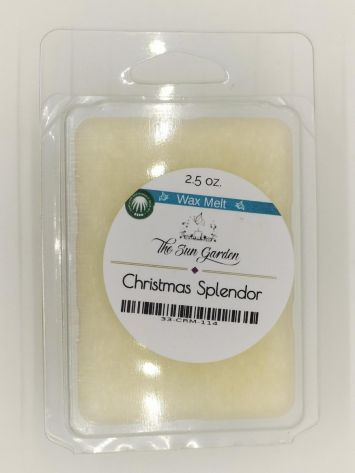 2.5 oz.
Wax Melt
The Sun Garden
Christmas Splendor
33-CRM-114